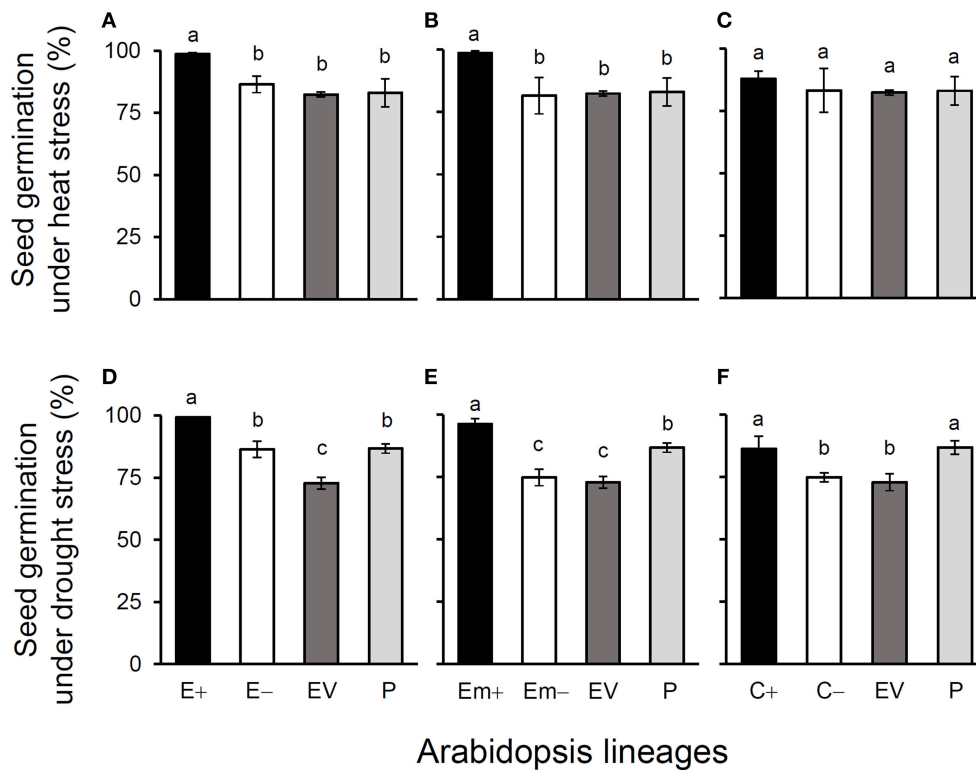 A
B
C
Seed germination
under heat stress (%)
100
75
50
25
0
a
b
b
b
a
b
b
b
a
a
a
a
D
E
F
Seed germination
under drought stress (%)
100
75
50
25
0
a
b
c
b
a
c
c
b
a
b
b
a
E+
E−
EV
P
Em+
Em−
EV
P
C+
C−
EV
P
Arabidopsis lineages